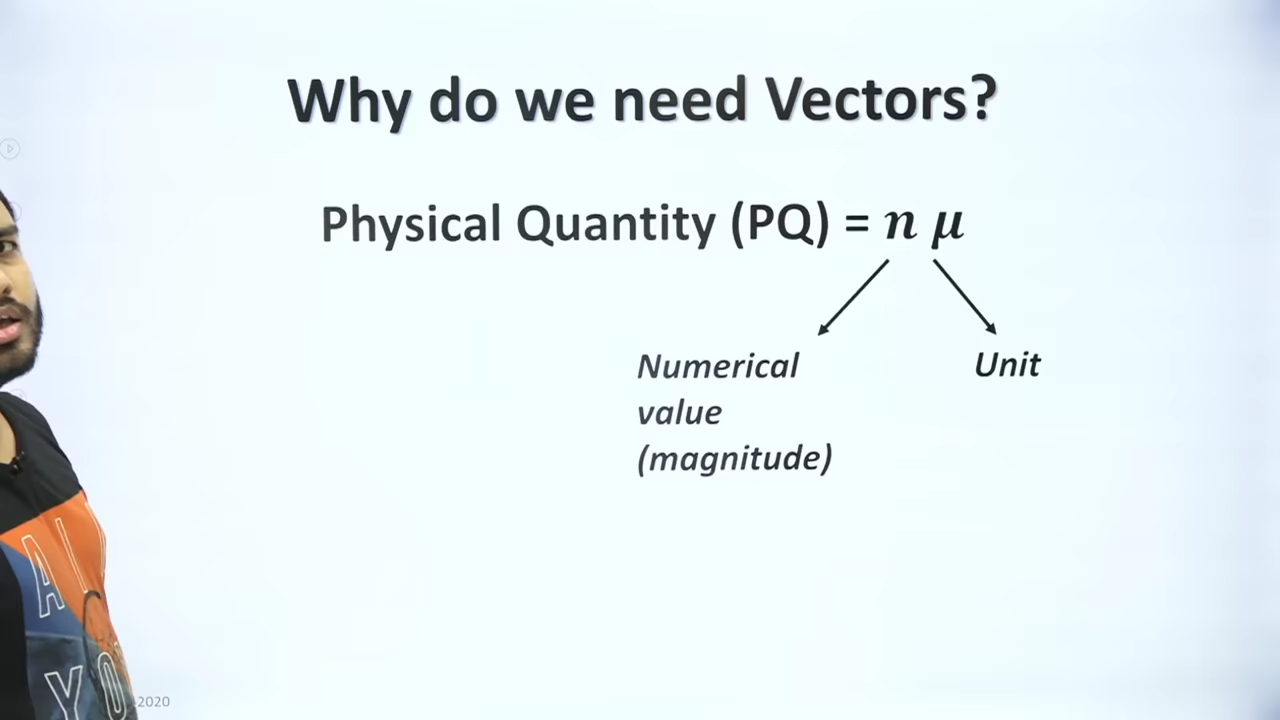 Why do we need Vectors?
Physical Quantity (PQ) = n μ
Numerical
value
(magnitude)
Unit
2020